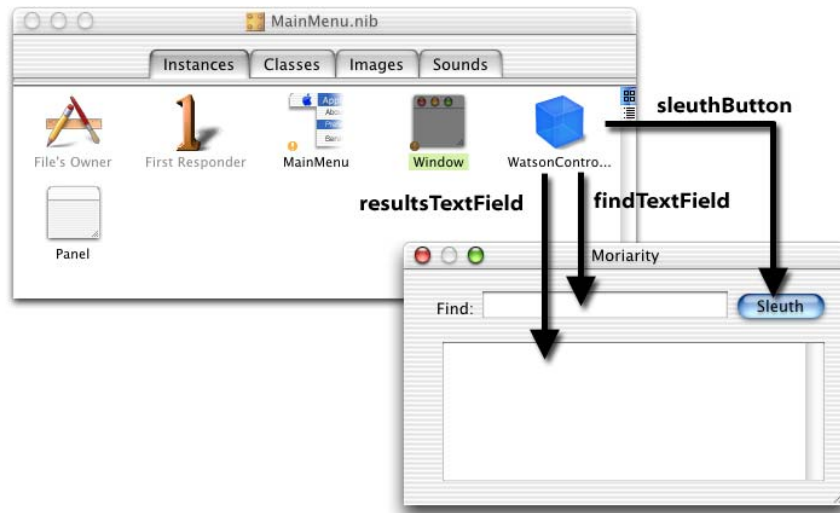 MainMenu.nib
Instances Classes Images Sounds
File's Owner First Responder MainMenu Window WatsonContro...
Panel
sleuthButton
resultsTextField findTextField
Moriarity
Find: Sleuth